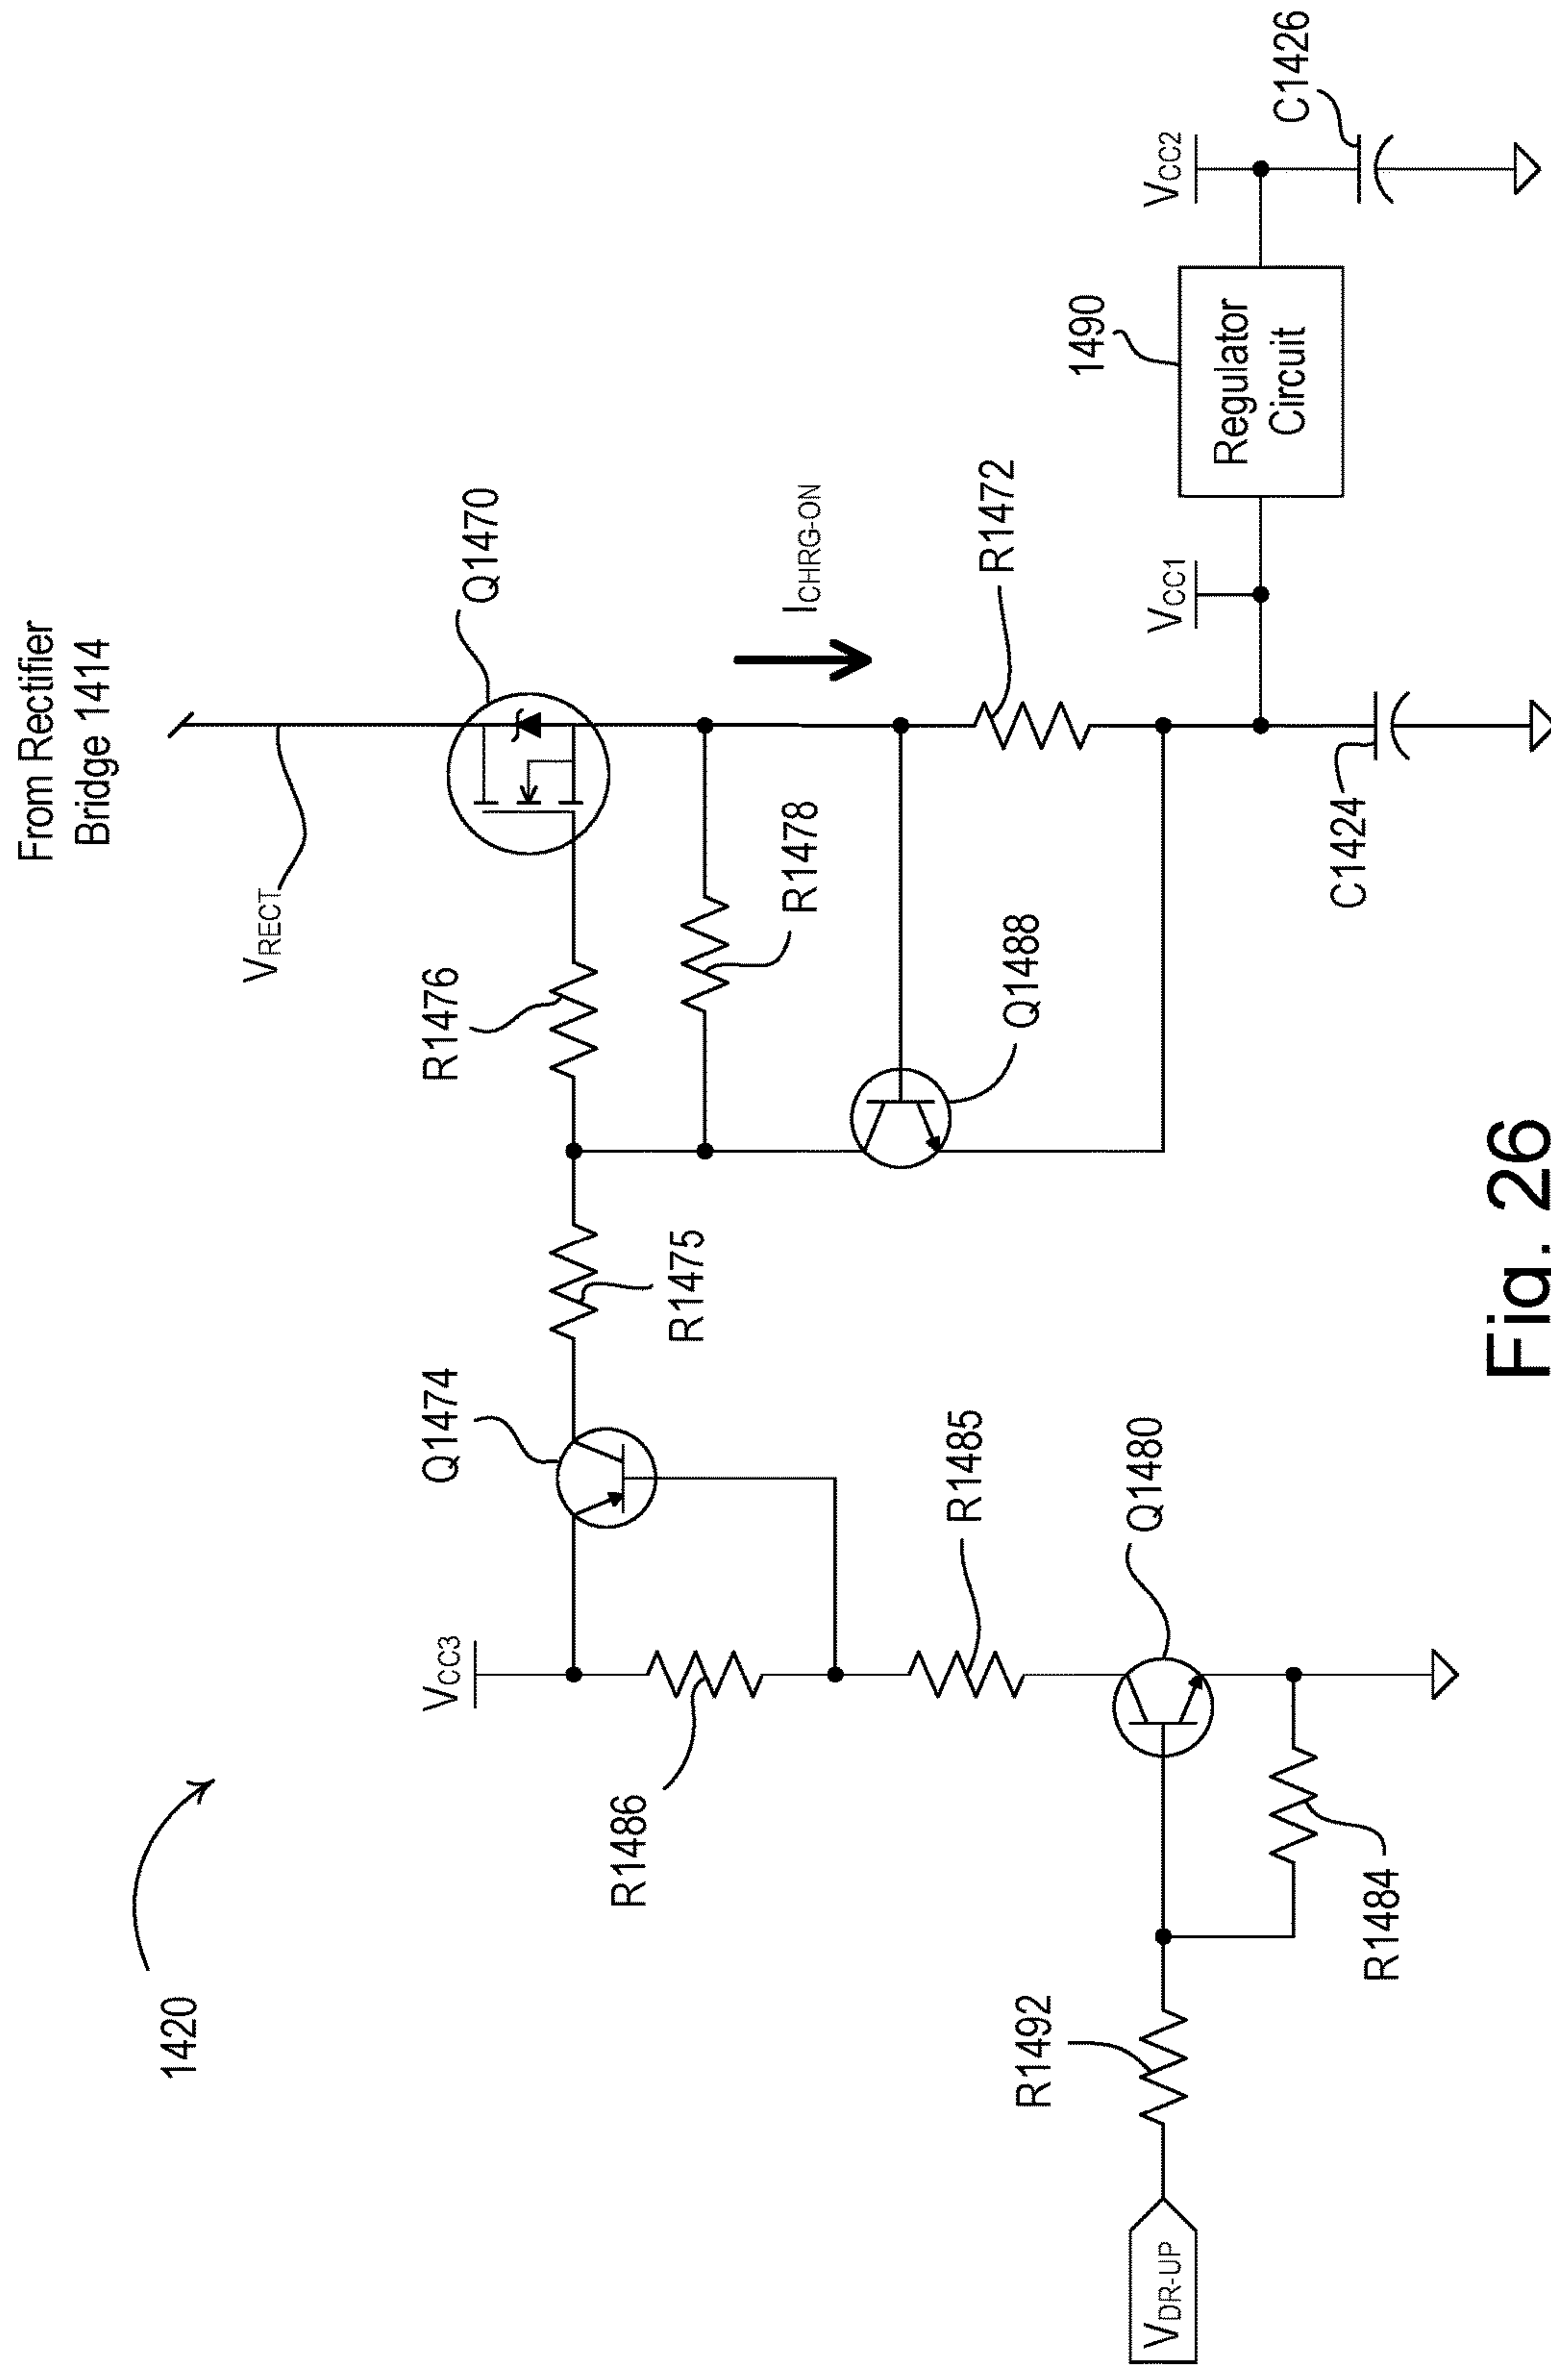 1420
From Rectifier
Bridge 1414
VRECT
Q1470
R1476
Q1474
VCC3
R1475
R1478
ICHRG-ON
R1486
R1485
Q1488
R1472
1490
VCC1
VCC2
Regulator
Circuit
C1426
C1424
Q1480
R1492
R1484
VDR-UP
Fig. 26